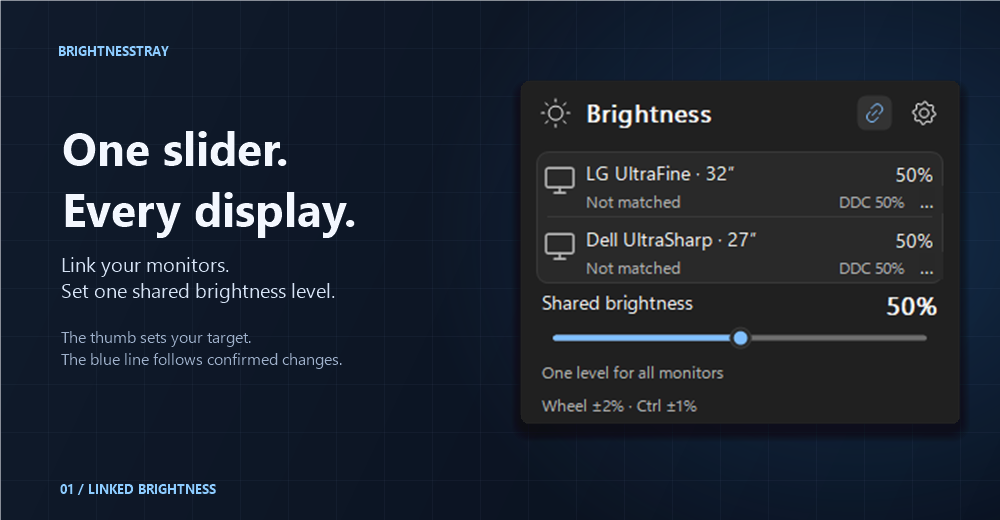 BRIGHTNESSTRAY
One slider.
Every display.
Link your monitors.
Set one shared brightness level.
The thumb sets your target.
The blue line follows confirmed changes.
01 / LINKED BRIGHTNESS
Brightness
LG UltraFine · 32″ 50%
Not matched DDC 50% ...
Dell UltraSharp · 27″ 50%
Not matched DDC 50% ...
Shared brightness 50%
One level for all monitors
Wheel ±2% · Ctrl ±1%